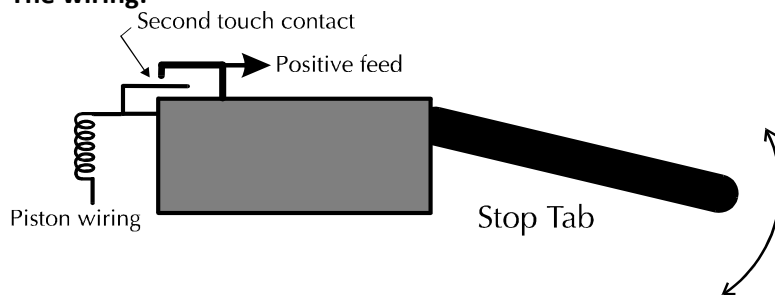 The wiring:
Second touch contact
Positive feed
Piston wiring
Stop Tab